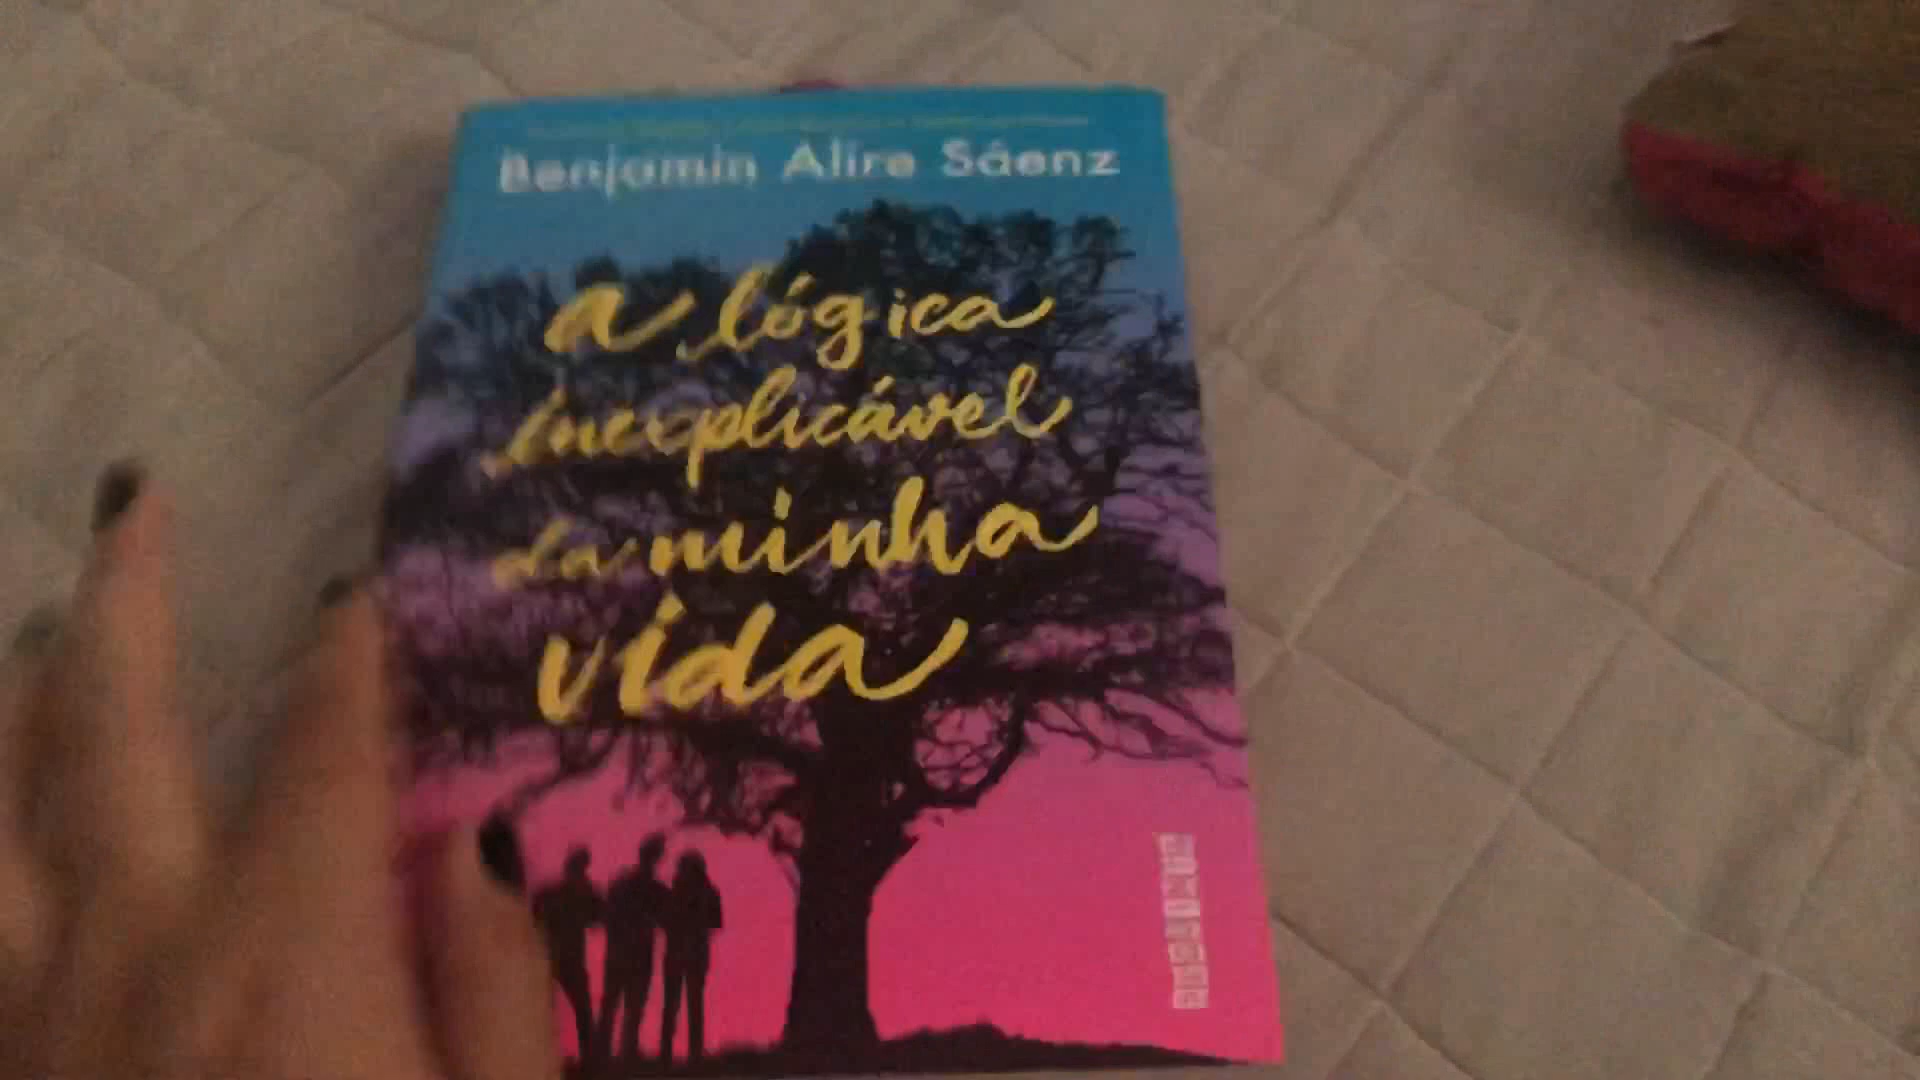 Benjamin Alire Sáenz
a lógica
inexplicável
da minha
vida